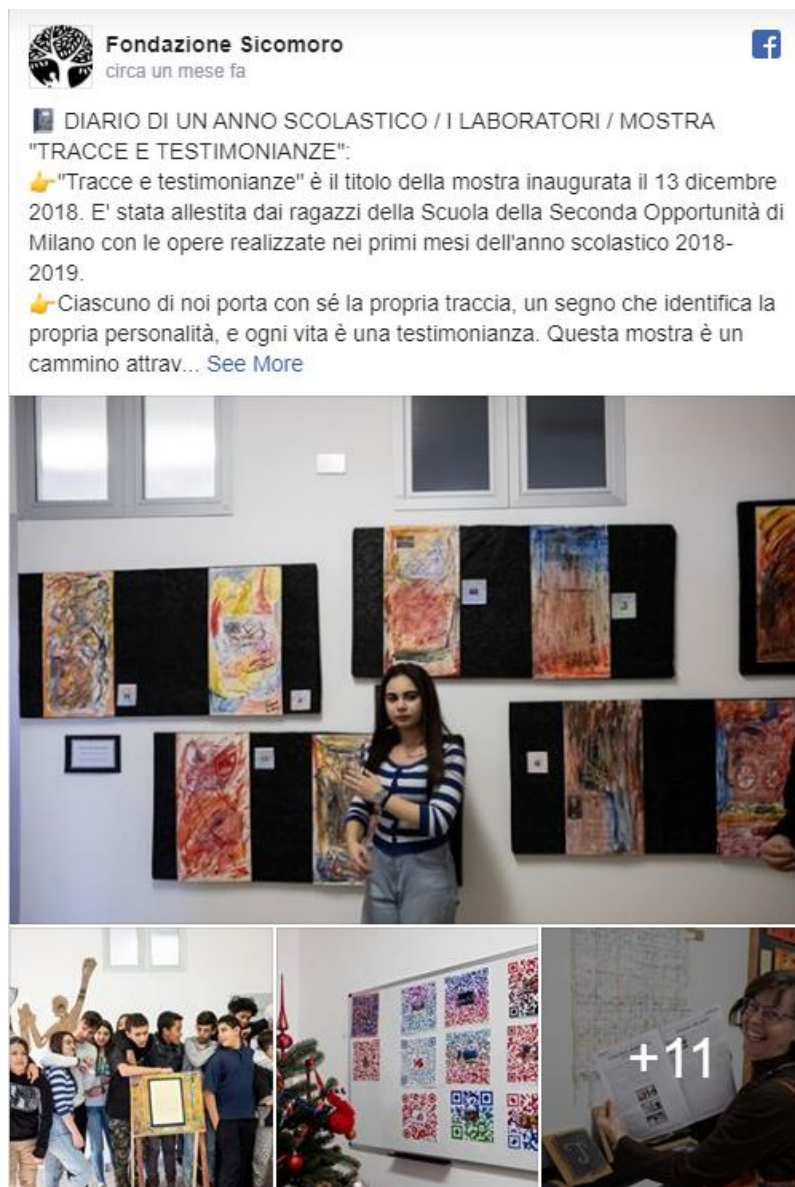 Fondazione Sicomoro
circa un mese fa
📓 DIARIO DI UN ANNO SCOLASTICO / I LABORATORI / MOSTRA
"TRACCE E TESTIMONIANZE":
👉"Tracce e testimonianze" è il titolo della mostra inaugurata il 13 dicembre
2018. E' stata allestita dai ragazzi della Scuola della Seconda Opportunità di
Milano con le opere realizzate nei primi mesi dell'anno scolastico 2018-
2019.
👉Ciascuno di noi porta con sé la propria traccia, un segno che identifica la
propria personalità, e ogni vita è una testimonianza. Questa mostra è un
cammino attrav... See More
+11